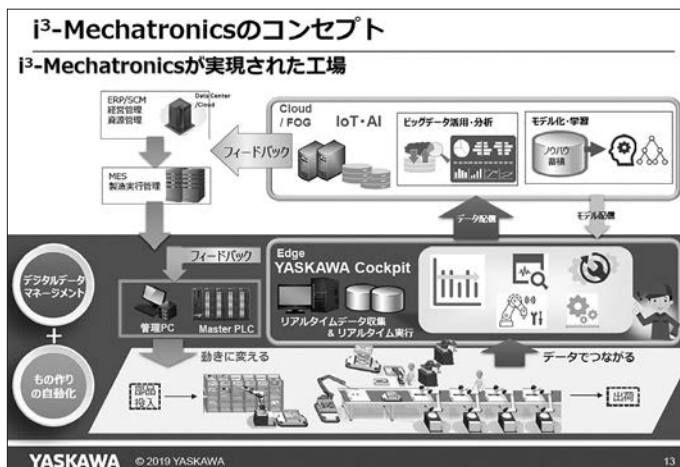 i³-Mechatronicsのコンセプト
i³-Mechatronicsが実現された工場
ERP/SCM
経営管理
資源管理
DataCenter
/Cloud
MES
製造実行管理
フィードバック
Cloud
/ FOG
IoT・AI
ビッグデータ活用・分析
モデル化・学習
ノウハウ
蓄積
データ配信
モデル配信
デジタルデータ
マネージメント
+
もの作り
の自動化
フィードバック
管理PC
Master PLC
Edge
YASKAWA Cockpit
リアルタイムデータ収集
& リアルタイム実行
動きに変える
データでつながる
部品
投入
出荷
YASKAWA
© 2019 YASKAWA
13